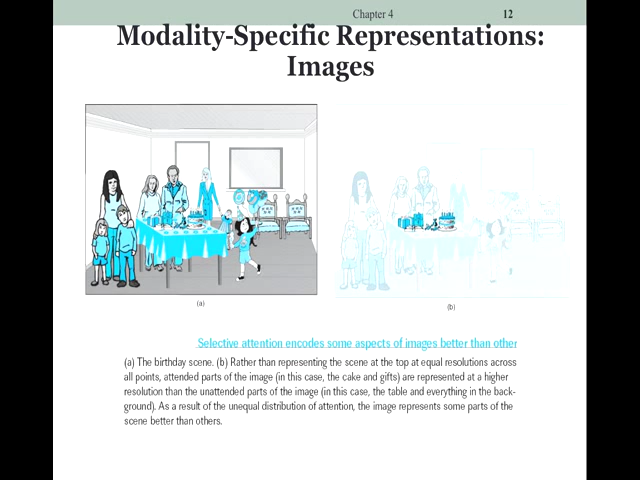 Chapter 4 12
Modality-Specific Representations:
Images
(a)
(b)
Selective attention encodes some aspects of images better than other
(a) The birthday scene. (b) Rather than representing the scene at the top at equal resolutions across
all points, attended parts of the image (in this case, the cake and gifts) are represented at a higher
resolution than the unattended parts of the image (in this case, the table and everything in the back-
ground). As a result of the unequal distribution of attention, the image represents some parts of the
scene better than others.